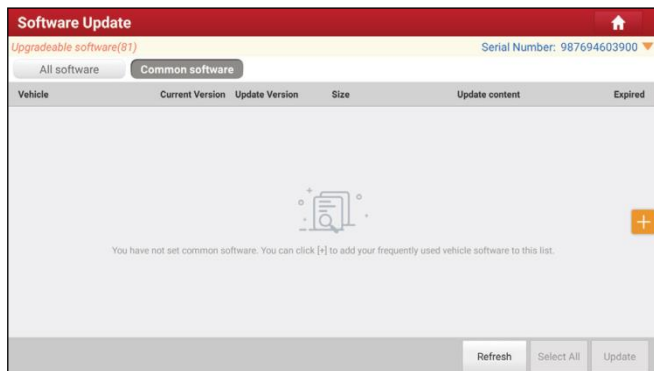 Software Update
Upgradeable software(81) Serial Number: 987694603900
All software Common software
Vehicle Current Version Update Version Size Update content Expired
You have not set common software. You can click [+] to add your frequently used vehicle software to this list.
Refresh Select All Update